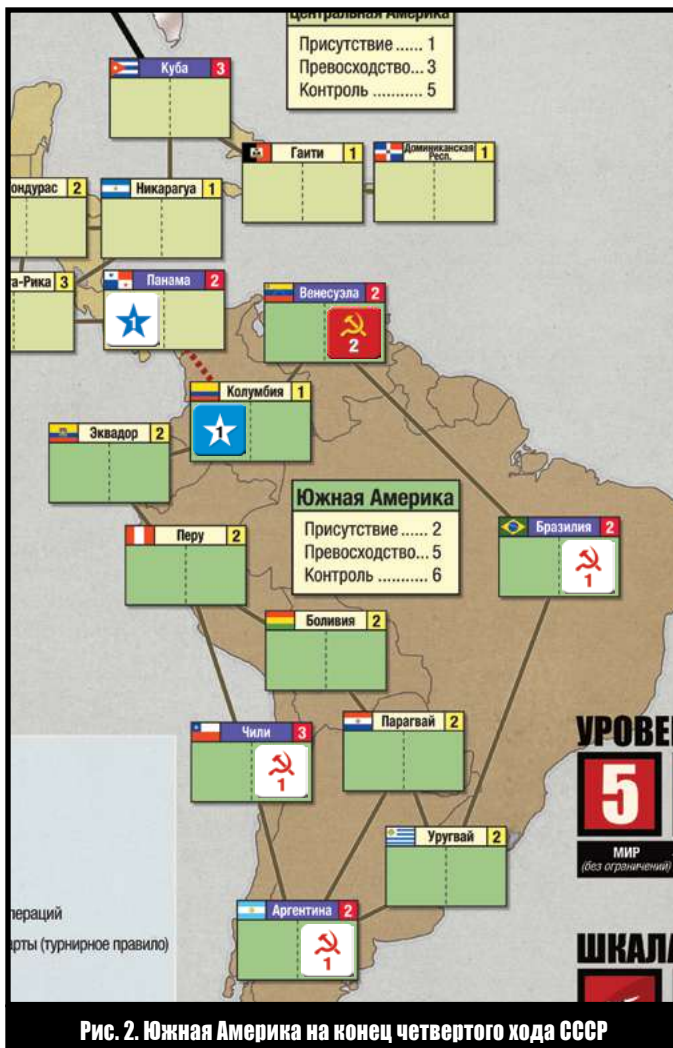 Центральная Америка
Присутствие ...... 1
Превосходство... 3
Контроль ........... 5
Куба 3
Гаити 1
Доминиканская Респ. 1
ондурас 2
Никарагуа 1
а-Рика 3
Панама 2
1
Венесуэла 2
2
Колумбия 1
1
Эквадор 2
Южная Америка
Присутствие ...... 2
Превосходство... 5
Контроль ........... 6
Перу 2
Бразилия 2
1
Боливия 2
Чили 3
1
Парагвай 2
УРОВЕ
5
МИР
(без ограничений)
Уругвай 2
пераций
рты (турнирное правило)
Аргентина 2
1
ШКАЛА
Рис. 2. Южная Америка на конец четвертого хода СССР